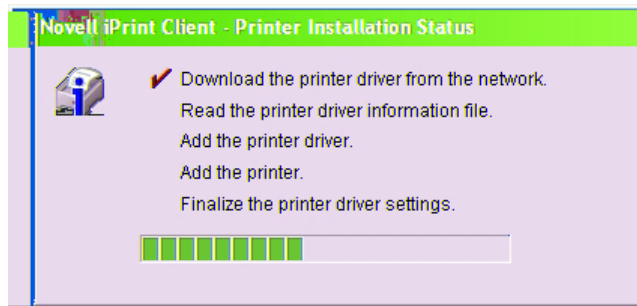 Novell iPrint Client - Printer Installation Status
Download the printer driver from the network.
Read the printer driver information file.
Add the printer driver.
Add the printer.
Finalize the printer driver settings.